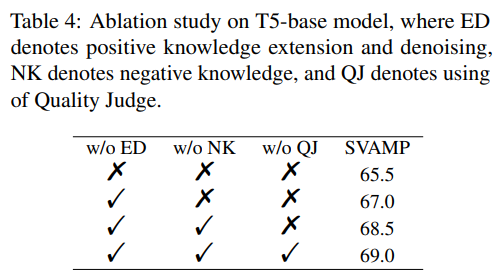 Table 4: Ablation study on T5-base model, where ED
denotes positive knowledge extension and denoising,
NK denotes negative knowledge, and QJ denotes using
of Quality Judge.
w/o ED w/o NK w/o QJ SVAMP
✗ ✗ ✗ 65.5
✓ ✗ ✗ 67.0
✓ ✓ ✗ 68.5
✓ ✓ ✓ 69.0